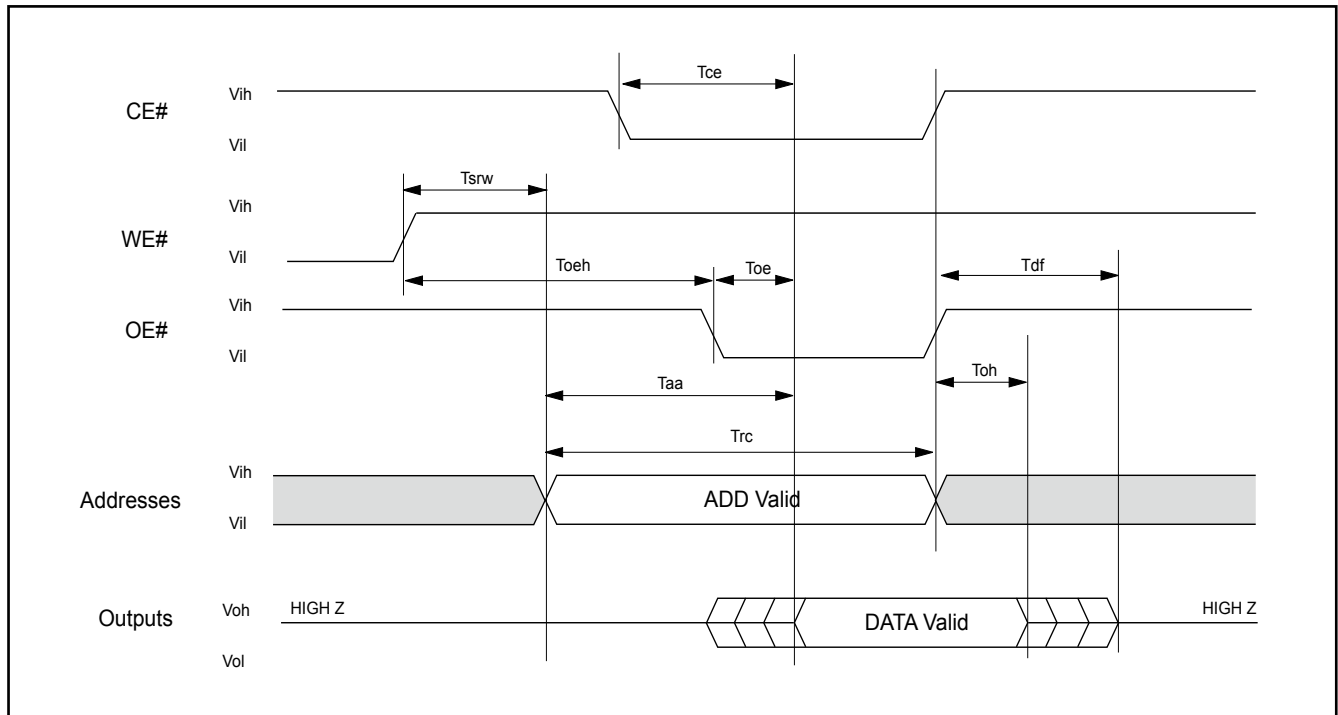 Tce
CE#
Vih
Vil
Tsrw
WE#
Vih
Vil
Toeh
Toe
Tdf
OE#
Vih
Vil
Toh
Taa
Trc
Addresses
Vih
Vil
ADD Valid
Outputs
Voh
Vol
HIGH Z
DATA Valid
HIGH Z